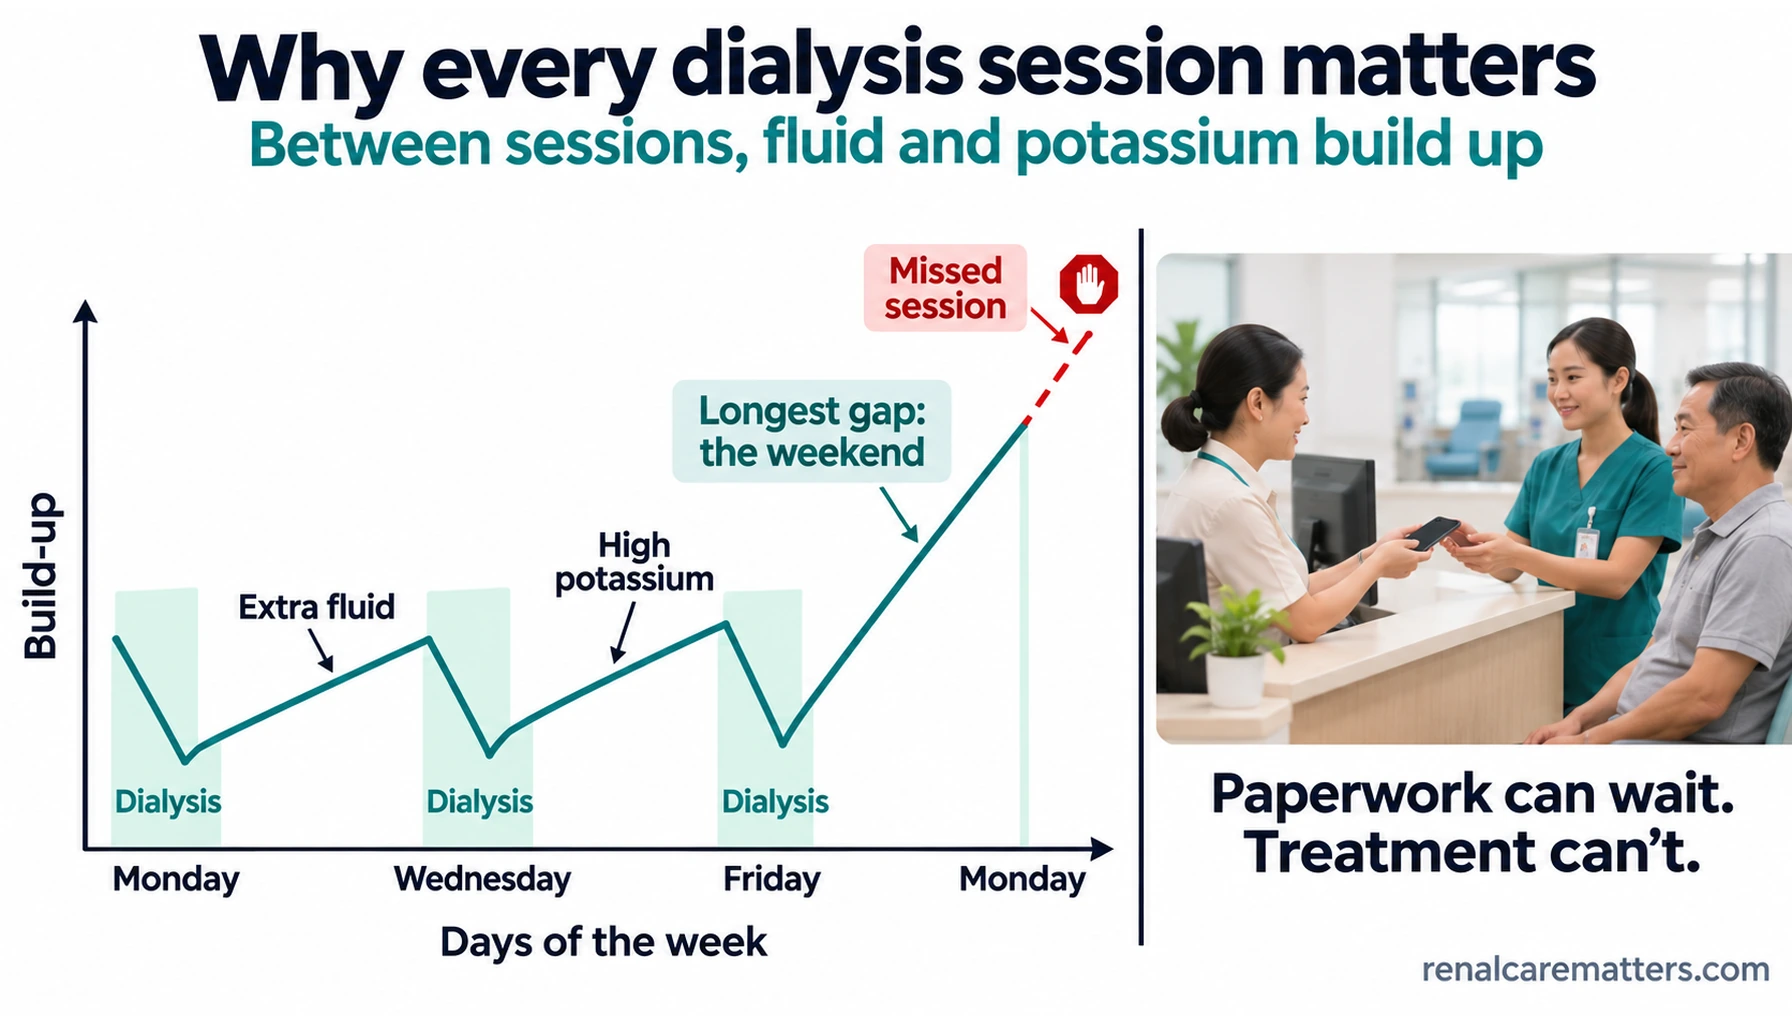 Why every dialysis session matters
Between sessions, fluid and potassium build up
Missed
session
Longest gap:
the weekend
High
potassium
Extra fluid
Build-up
Dialysis
Dialysis
Dialysis
Monday
Wednesday
Friday
Monday
Days of the week
Paperwork can wait.
Treatment can't.
renalcarematters.com